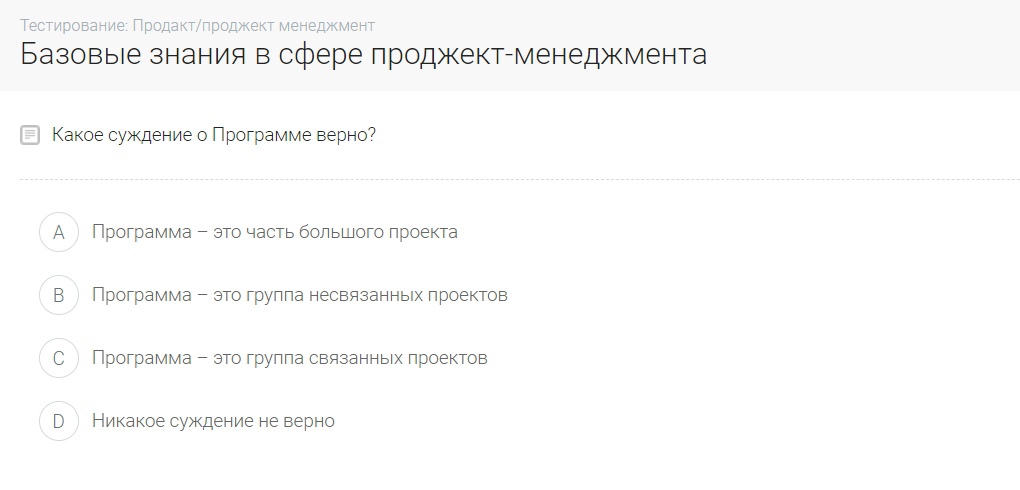 Тестирование: Продакт/проджект менеджмент
Базовые знания в сфере проджект-менеджмента
Какое суждение о Программе верно?
A Программа – это часть большого проекта
B Программа – это группа несвязанных проектов
C Программа – это группа связанных проектов
D Никакое суждение не верно